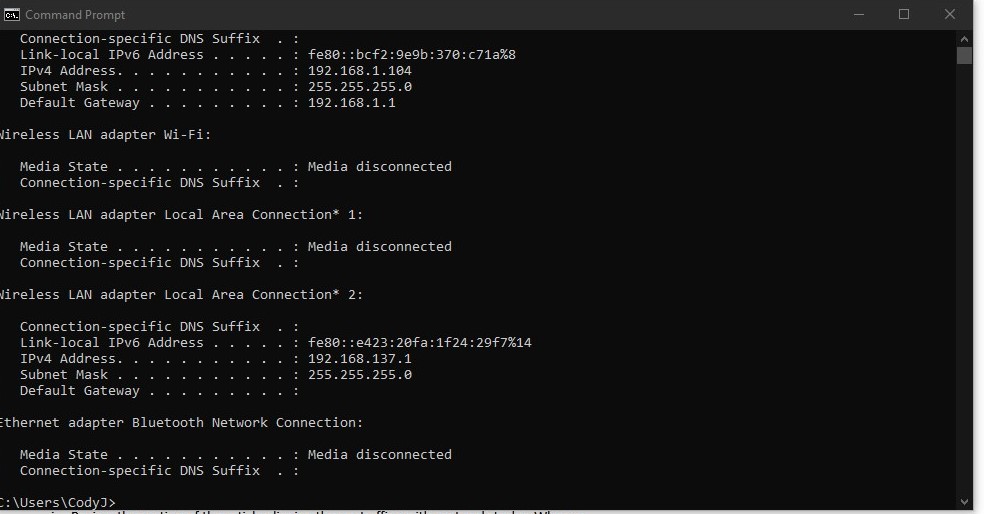 Command Prompt
Connection-specific DNS Suffix  . :
Link-local IPv6 Address . . . . . : fe80::bcf2:9e9b:370:c71a%8
IPv4 Address. . . . . . . . . . . : 192.168.1.104
Subnet Mask . . . . . . . . . . . : 255.255.255.0
Default Gateway . . . . . . . . . : 192.168.1.1
Wireless LAN adapter Wi-Fi:
Media State . . . . . . . . . . . : Media disconnected
Connection-specific DNS Suffix  . :
Wireless LAN adapter Local Area Connection* 1:
Media State . . . . . . . . . . . : Media disconnected
Connection-specific DNS Suffix  . :
Wireless LAN adapter Local Area Connection* 2:
Connection-specific DNS Suffix  . :
Link-local IPv6 Address . . . . . : fe80::e423:20fa:1f24:29f7%14
IPv4 Address. . . . . . . . . . . : 192.168.137.1
Subnet Mask . . . . . . . . . . . : 255.255.255.0
Default Gateway . . . . . . . . . :
Ethernet adapter Bluetooth Network Connection:
Media State . . . . . . . . . . . : Media disconnected
Connection-specific DNS Suffix  . :
C:\Users\CodyJ>